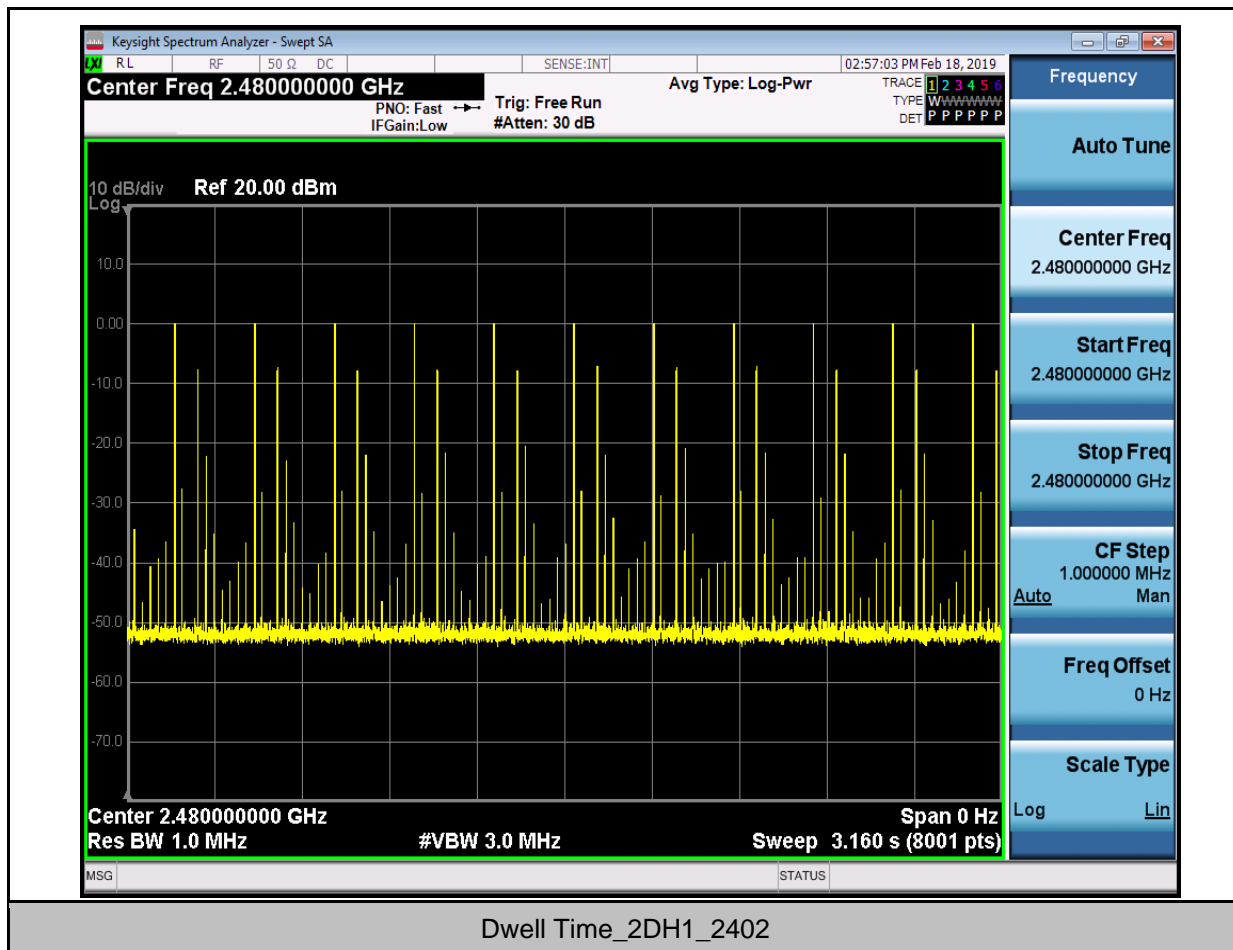 Keysight Spectrum Analyzer - Swept SA
LXI RL RF 50 Ω DC SENSE:INT 02:57:03 PM Feb 18, 2019
Center Freq 2.480000000 GHz
PNO: Fast
IFGain:Low
Trig: Free Run
#Atten: 30 dB
Avg Type: Log-Pwr
TRACE 1 2 3 4 5 6
TYPE WWWWWW
DET P P P P P P
10 dB/div Ref 20.00 dBm
Log
10.0
0.00
-10.0
-20.0
-30.0
-40.0
-50.0
-60.0
-70.0
Center 2.480000000 GHz Span 0 Hz
Res BW 1.0 MHz #VBW 3.0 MHz Sweep 3.160 s (8001 pts)
MSG STATUS
Frequency
Auto Tune
Center Freq
2.480000000 GHz
Start Freq
2.480000000 GHz
Stop Freq
2.480000000 GHz
CF Step
1.000000 MHz
Auto Man
Freq Offset
0 Hz
Scale Type
Log Lin
Dwell Time_2DH1_2402